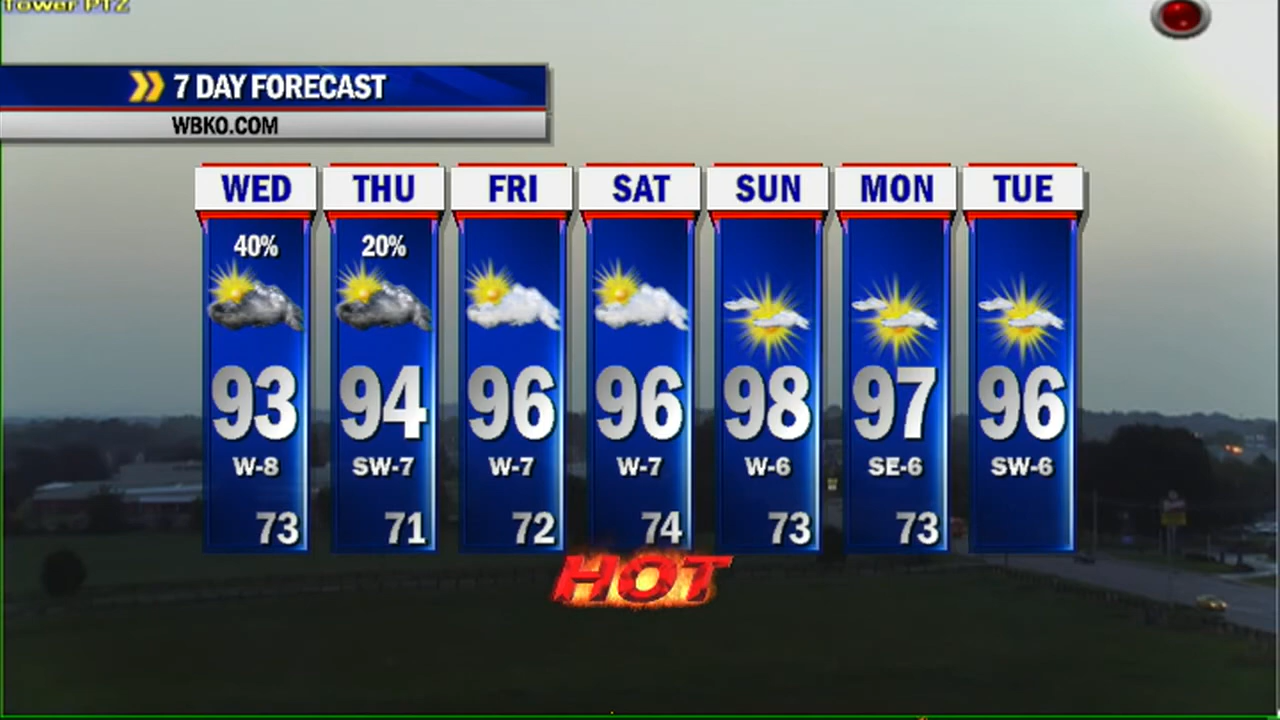 Tower PTZ
7 DAY FORECAST
WBKO.COM
WED THU FRI SAT SUN MON TUE
40% 20%
93 94 96 96 98 97 96
W-8 SW-7 W-7 W-7 W-6 SE-6 SW-6
73 71 72 74 73 73
HOT